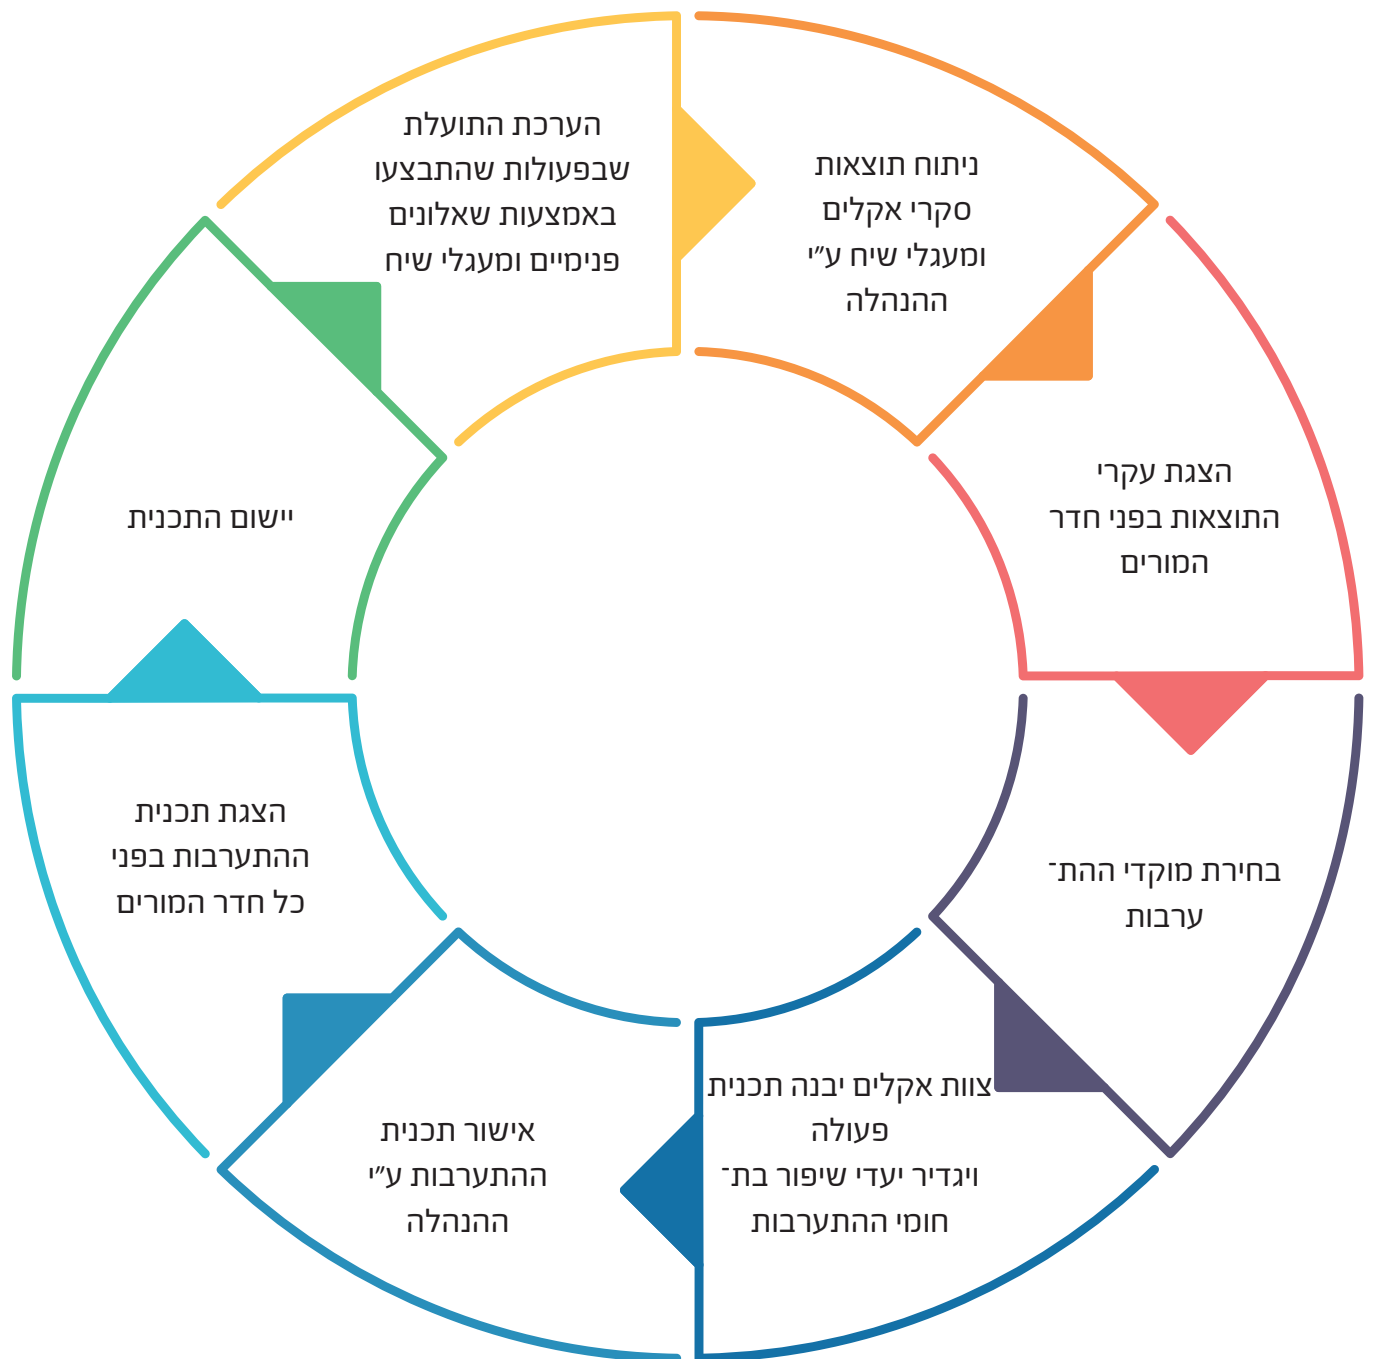 ניתוח תוצאות
סקרי אקלים
ומעגלי שיח ע״י
ההנהלה
הצגת עקרי
התוצאות בפני חדר
המורים
בחירת מוקדי ההת־
ערבות
צוות אקלים יבנה תכנית
פעולה
ויגדיר יעדי שיפור בת־
חומי ההתערבות
אישור תכנית
ההתערבות ע״י
ההנהלה
הצגת תכנית
ההתערבות בפני
כל חדר המורים
יישום התכנית
הערכת התועלת
שבפעולות שהתבצעו
באמצעות שאלונים
פנימיים ומעגלי שיח